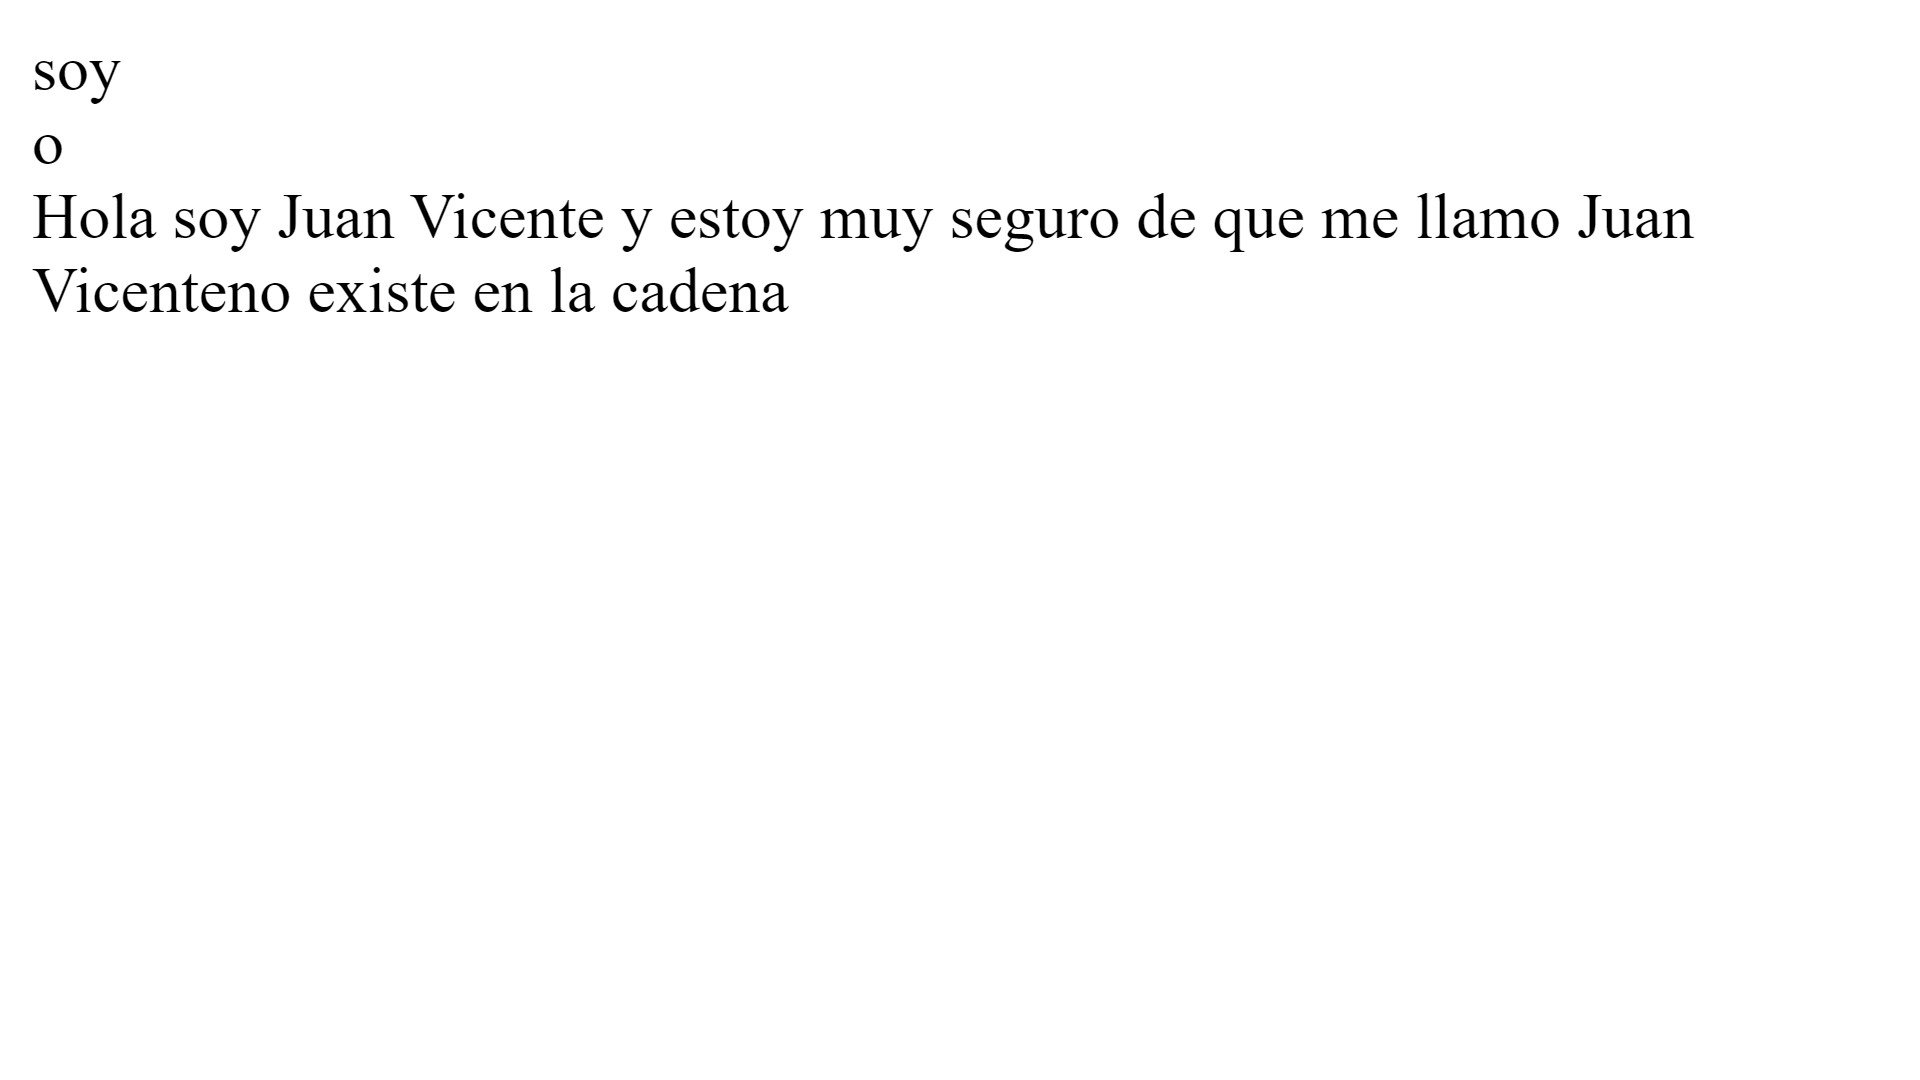 soy
o
Hola soy Juan Vicente y estoy muy seguro de que me llamo Juan
Vicenteno existe en la cadena